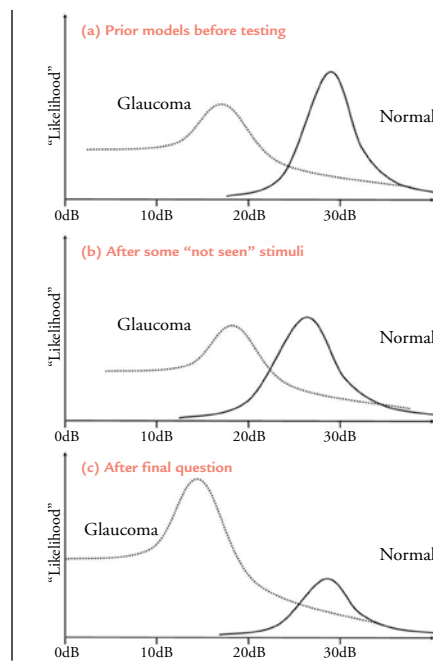 (a) Prior models before testing
"Likelihood"
Glaucoma
Normal
0dB 10dB 20dB 30dB
(b) After some "not seen" stimuli
"Likelihood"
Glaucoma
Normal
0dB 10dB 20dB 30dB
(c) After final question
"Likelihood"
Glaucoma
Normal
0dB 10dB 20dB 30dB